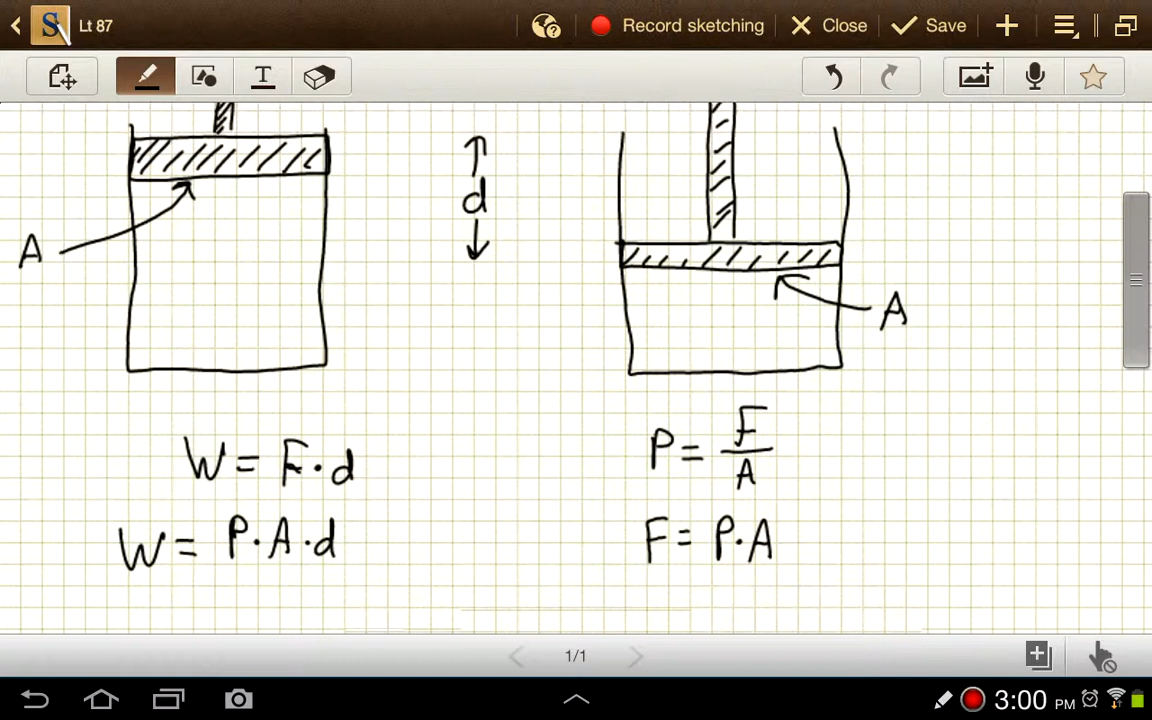 S Lt 87 Record sketching Close Save
T
A
d
A
W = F · d
W = P · A · d
P = F / A
F = P · A
1/1
3:00 PM